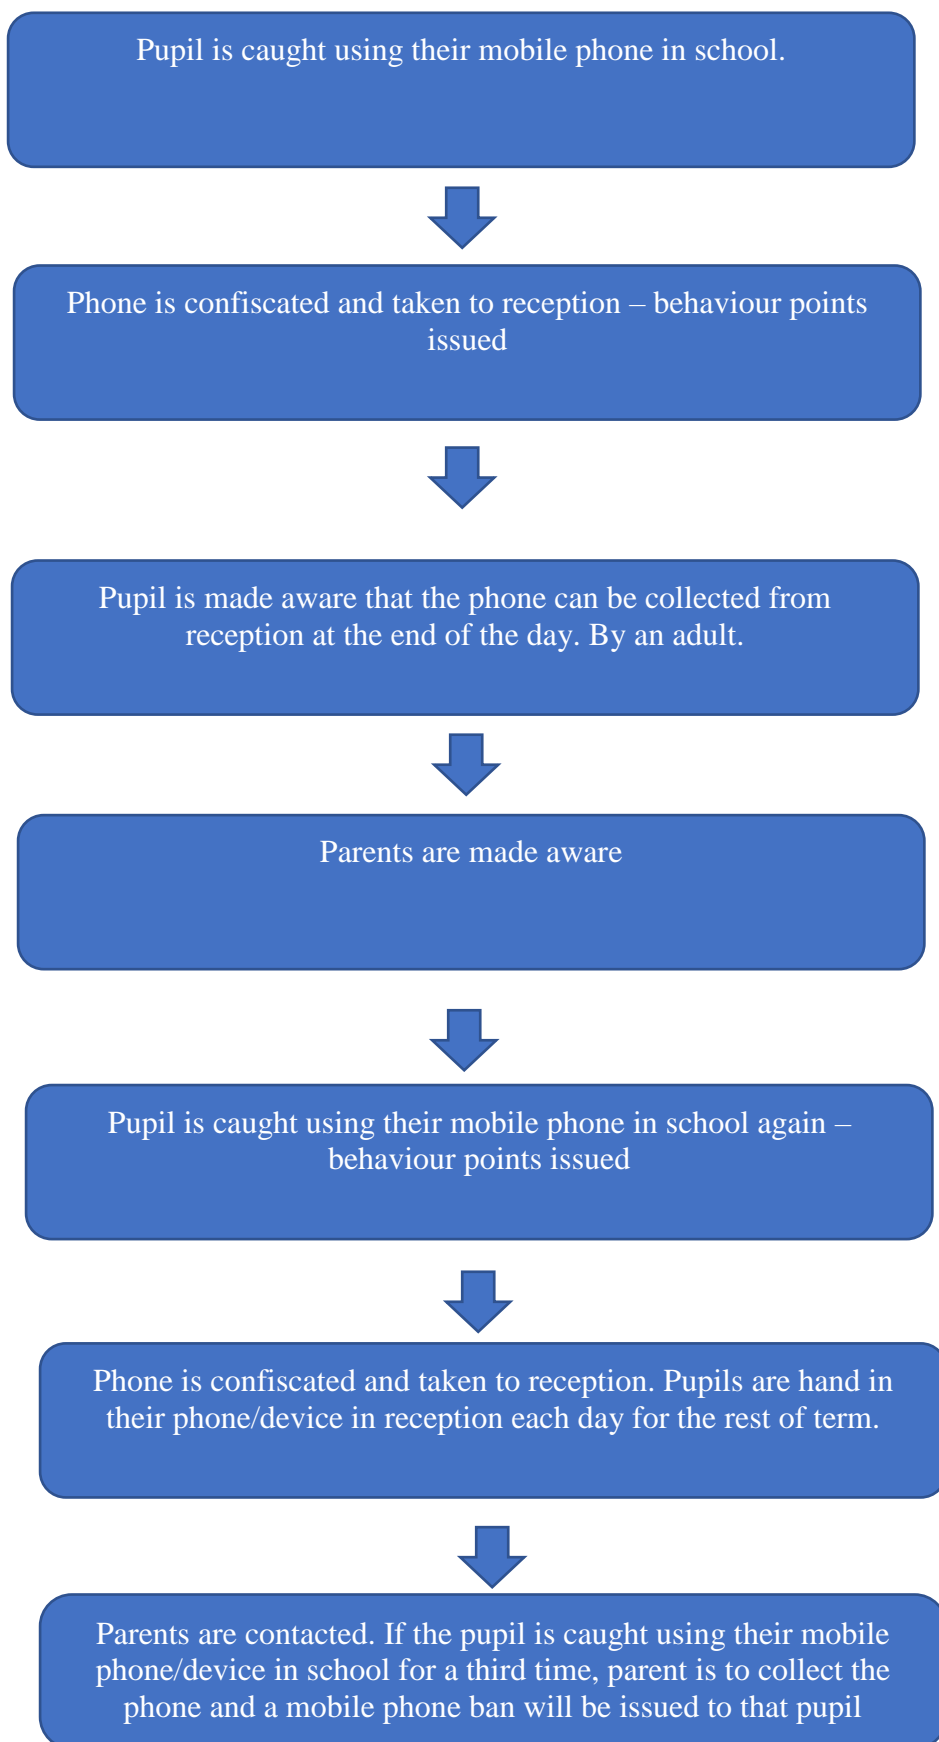 Pupil is caught using their mobile phone in school.
Phone is confiscated and taken to reception – behaviour points
issued
Pupil is made aware that the phone can be collected from
reception at the end of the day. By an adult.
Parents are made aware
Pupil is caught using their mobile phone in school again –
behaviour points issued
Phone is confiscated and taken to reception. Pupils are hand in
their phone/device in reception each day for the rest of term.
Parents are contacted. If the pupil is caught using their mobile
phone/device in school for a third time, parent is to collect the
phone and a mobile phone ban will be issued to that pupil